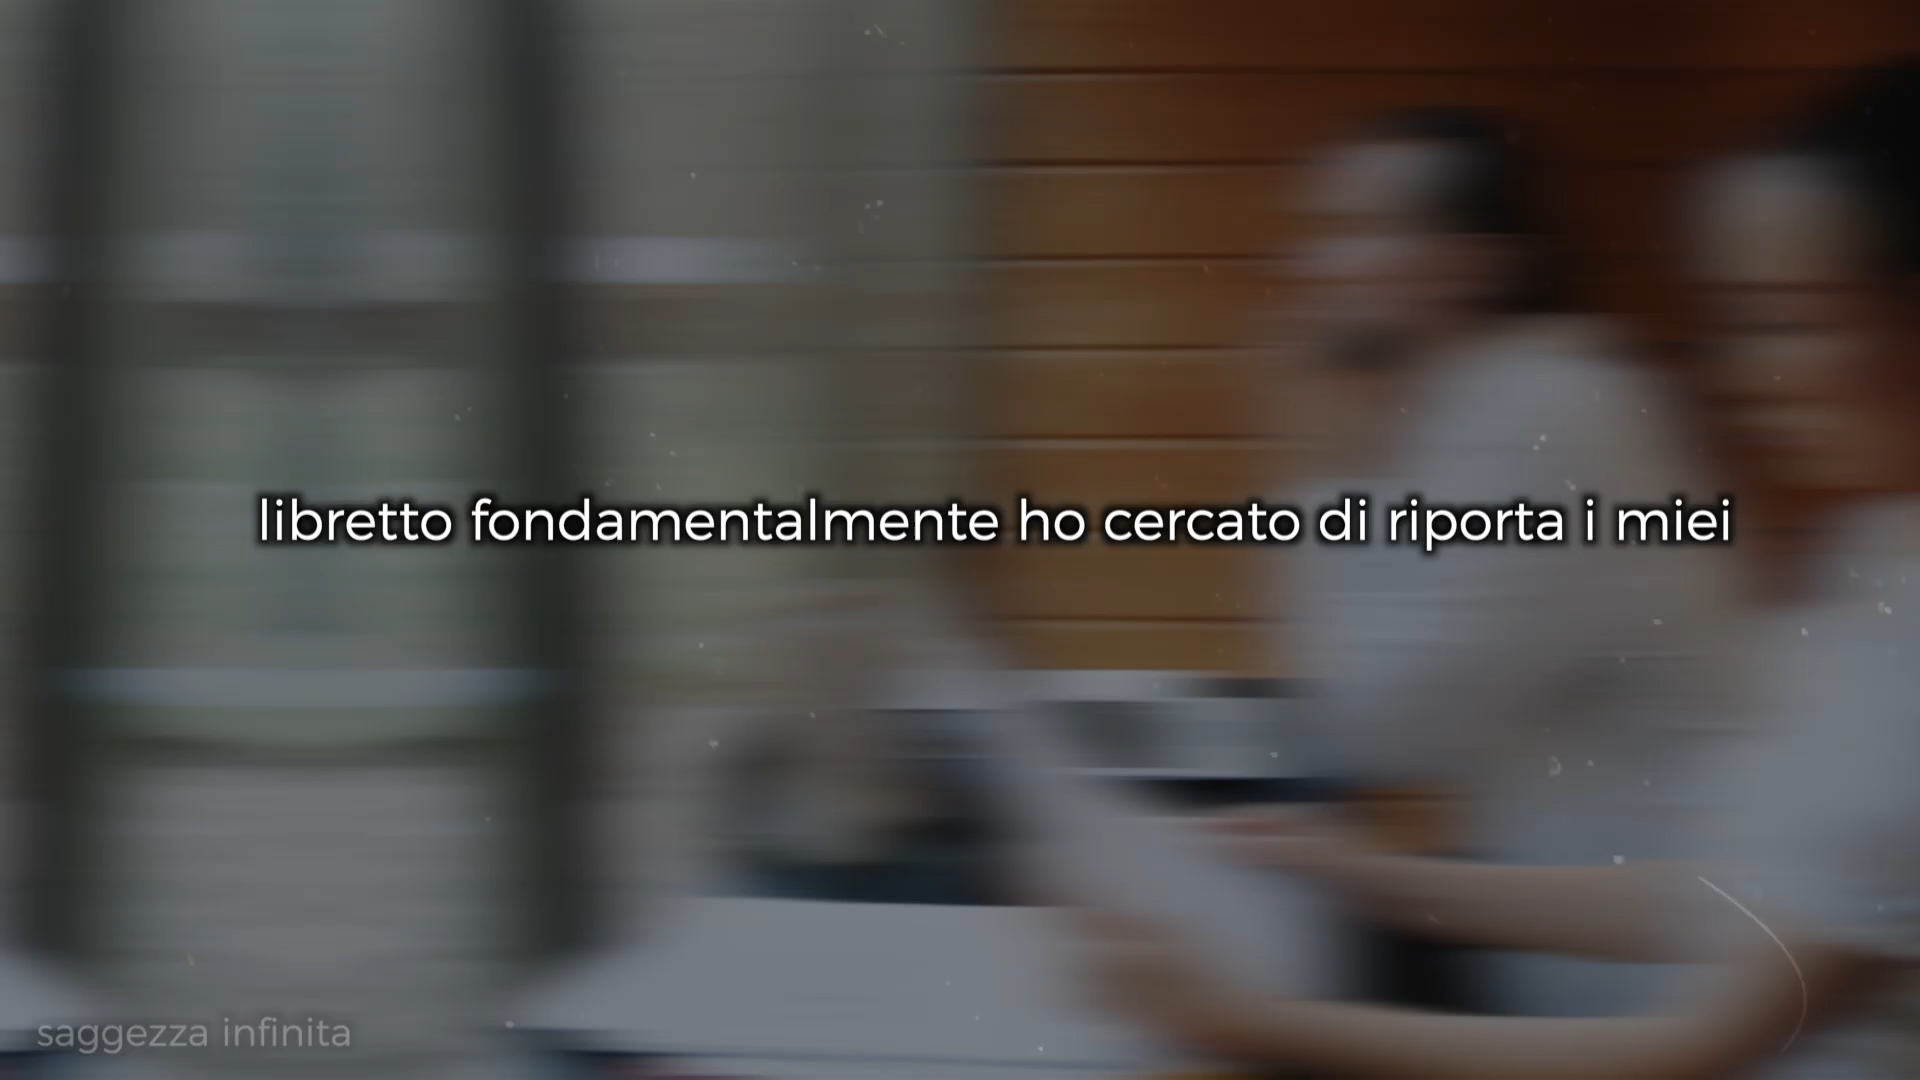 libretto fondamentalmente ho cercato di riporta i miei
saggezza infinita